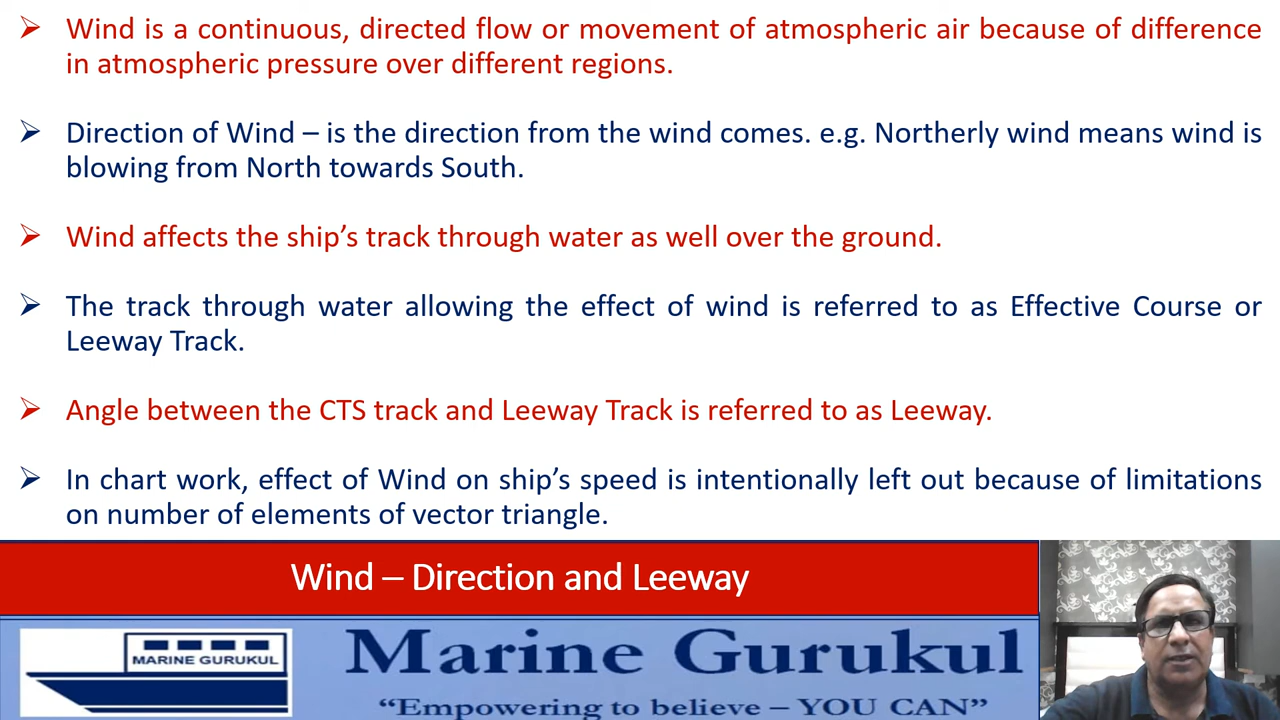 Wind is a continuous, directed flow or movement of atmospheric air because of difference
in atmospheric pressure over different regions.
Direction of Wind – is the direction from the wind comes. e.g. Northerly wind means wind is
blowing from North towards South.
Wind affects the ship’s track through water as well over the ground.
The track through water allowing the effect of wind is referred to as Effective Course or
Leeway Track.
Angle between the CTS track and Leeway Track is referred to as Leeway.
In chart work, effect of Wind on ship’s speed is intentionally left out because of limitations
on number of elements of vector triangle.
Wind – Direction and Leeway
MARINE GURUKUL
Marine Gurukul
“Empowering to believe – YOU CAN”